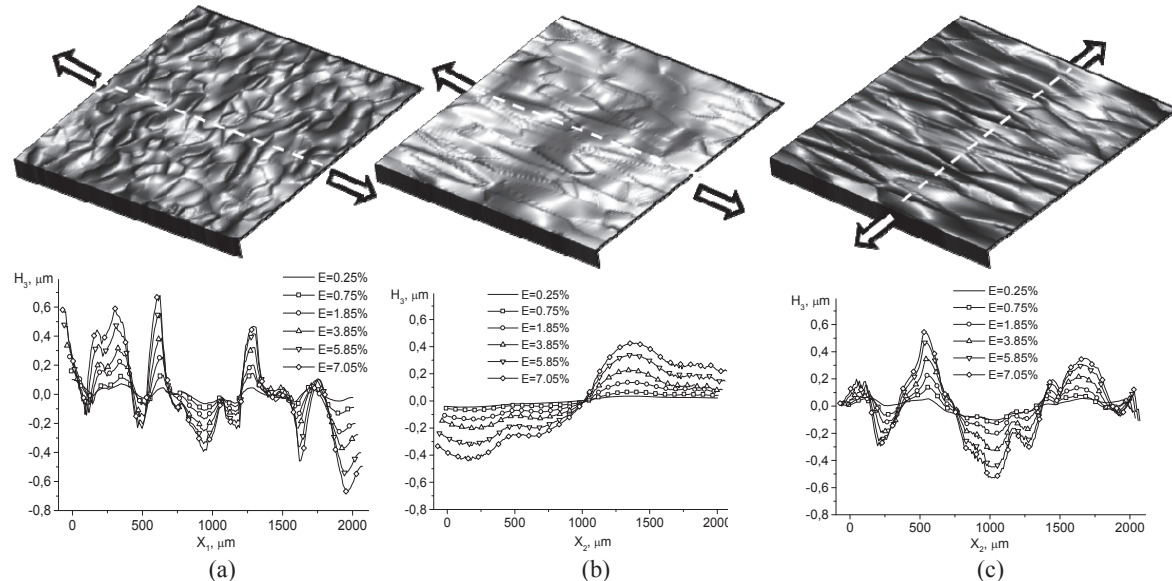 H3, μm
E=0.25%
E=0.75%
E=1.85%
E=3.85%
E=5.85%
E=7.05%
0,6
0,4
0,2
0,0
-0,2
-0,4
-0,6
-0,8
0 500 1000 1500 2000
X1, μm
(a)
H3, μm
E=0.25%
E=0.75%
E=1.85%
E=3.85%
E=5.85%
E=7.05%
0,8
0,6
0,4
0,2
0,0
-0,2
-0,4
-0,6
-0,8
0 500 1000 1500 2000
X2, μm
(b)
H3, μm
E=0.25%
E=0.75%
E=1.85%
E=3.85%
E=5.85%
E=7.05%
0,8
0,6
0,4
0,2
0,0
-0,2
-0,4
-0,6
-0,8
0 500 1000 1500 2000
X2, μm
(c)